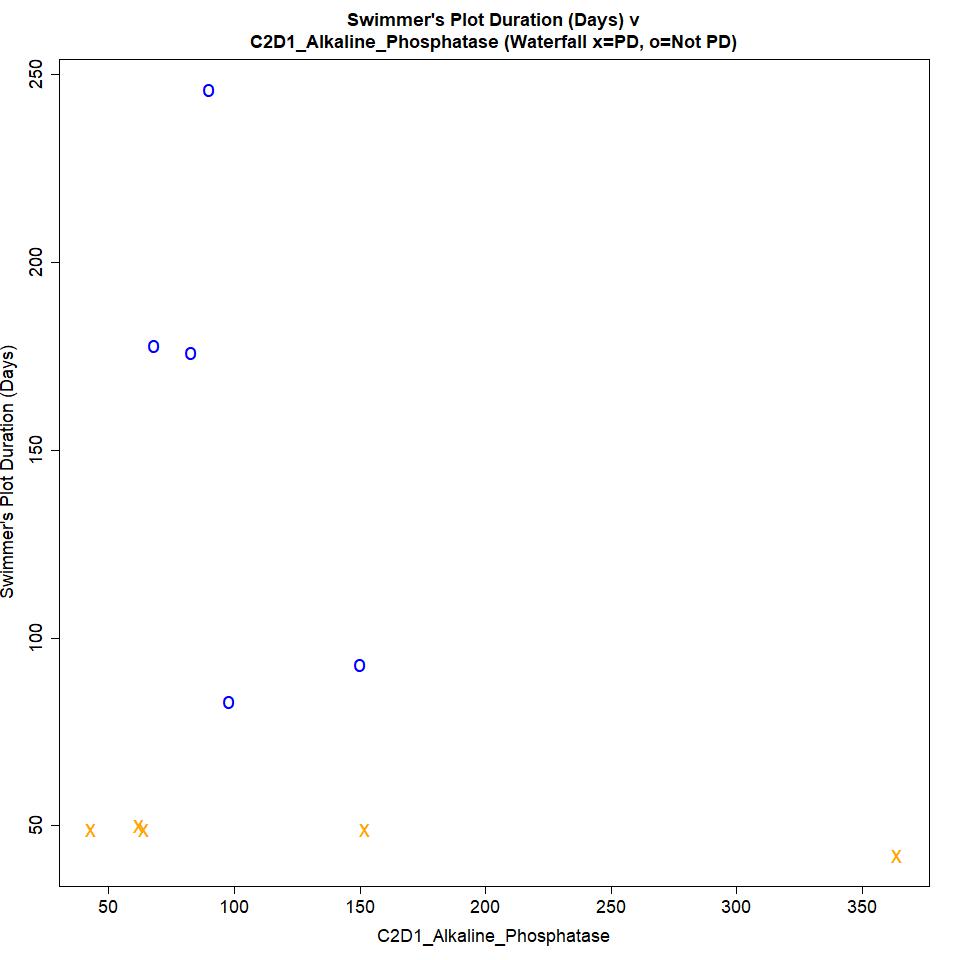 Swimmer's Plot Duration (Days) v
C2D1_Alkaline_Phosphatase (Waterfall x=PD, o=Not PD)
Swimmer's Plot Duration (Days)
250
200
150
100
50
O
O
O
O
O
X
X
X
X
X
50
100
150
200
250
300
350
C2D1_Alkaline_Phosphatase